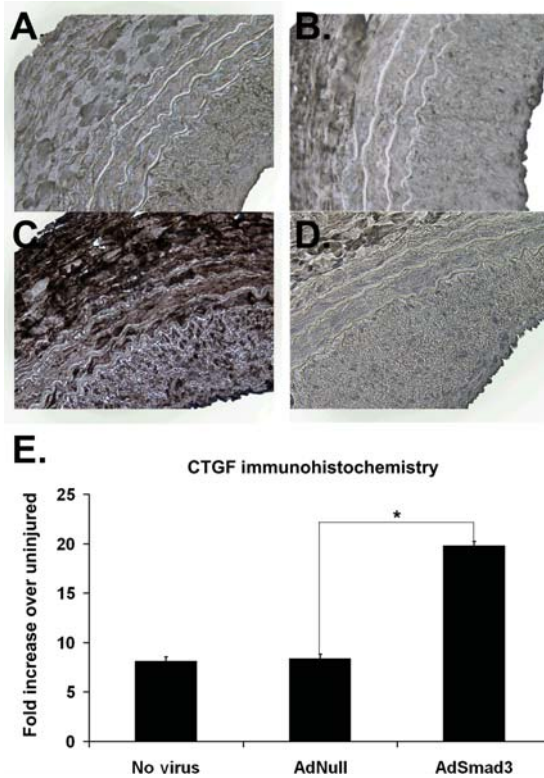 A.
B.
C.
D.
E.
CTGF immunohistochemistry
Fold increase over uninjured
25
20
15
10
5
0
*
No virus
AdNull
AdSmad3